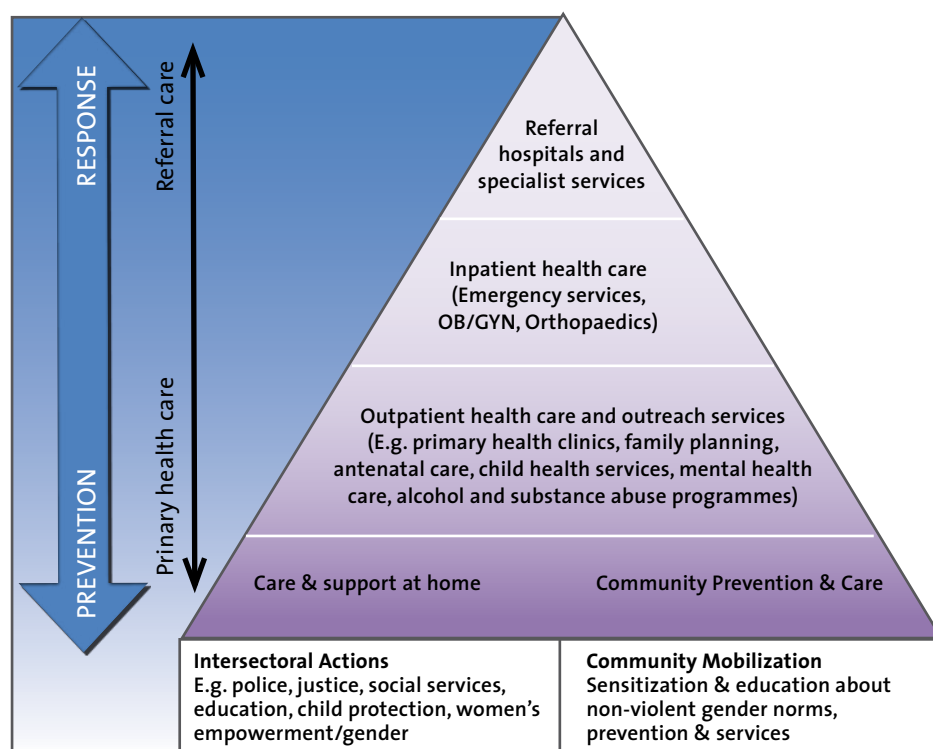 RESPONSE
PREVENTION
Referral care
Prinary health care
Referral
hospitals and
specialist services
Inpatient health care
(Emergency services,
OB/GYN, Orthopaedics)
Outpatient health care and outreach services
(E.g. primary health clinics, family planning,
antenatal care, child health services, mental health
care, alcohol and substance abuse programmes)
Care & support at home
Community Prevention & Care
Intersectoral Actions
E.g. police, justice, social services,
education, child protection, women's
empowerment/gender
Community Mobilization
Sensitization & education about
non-violent gender norms,
prevention & services